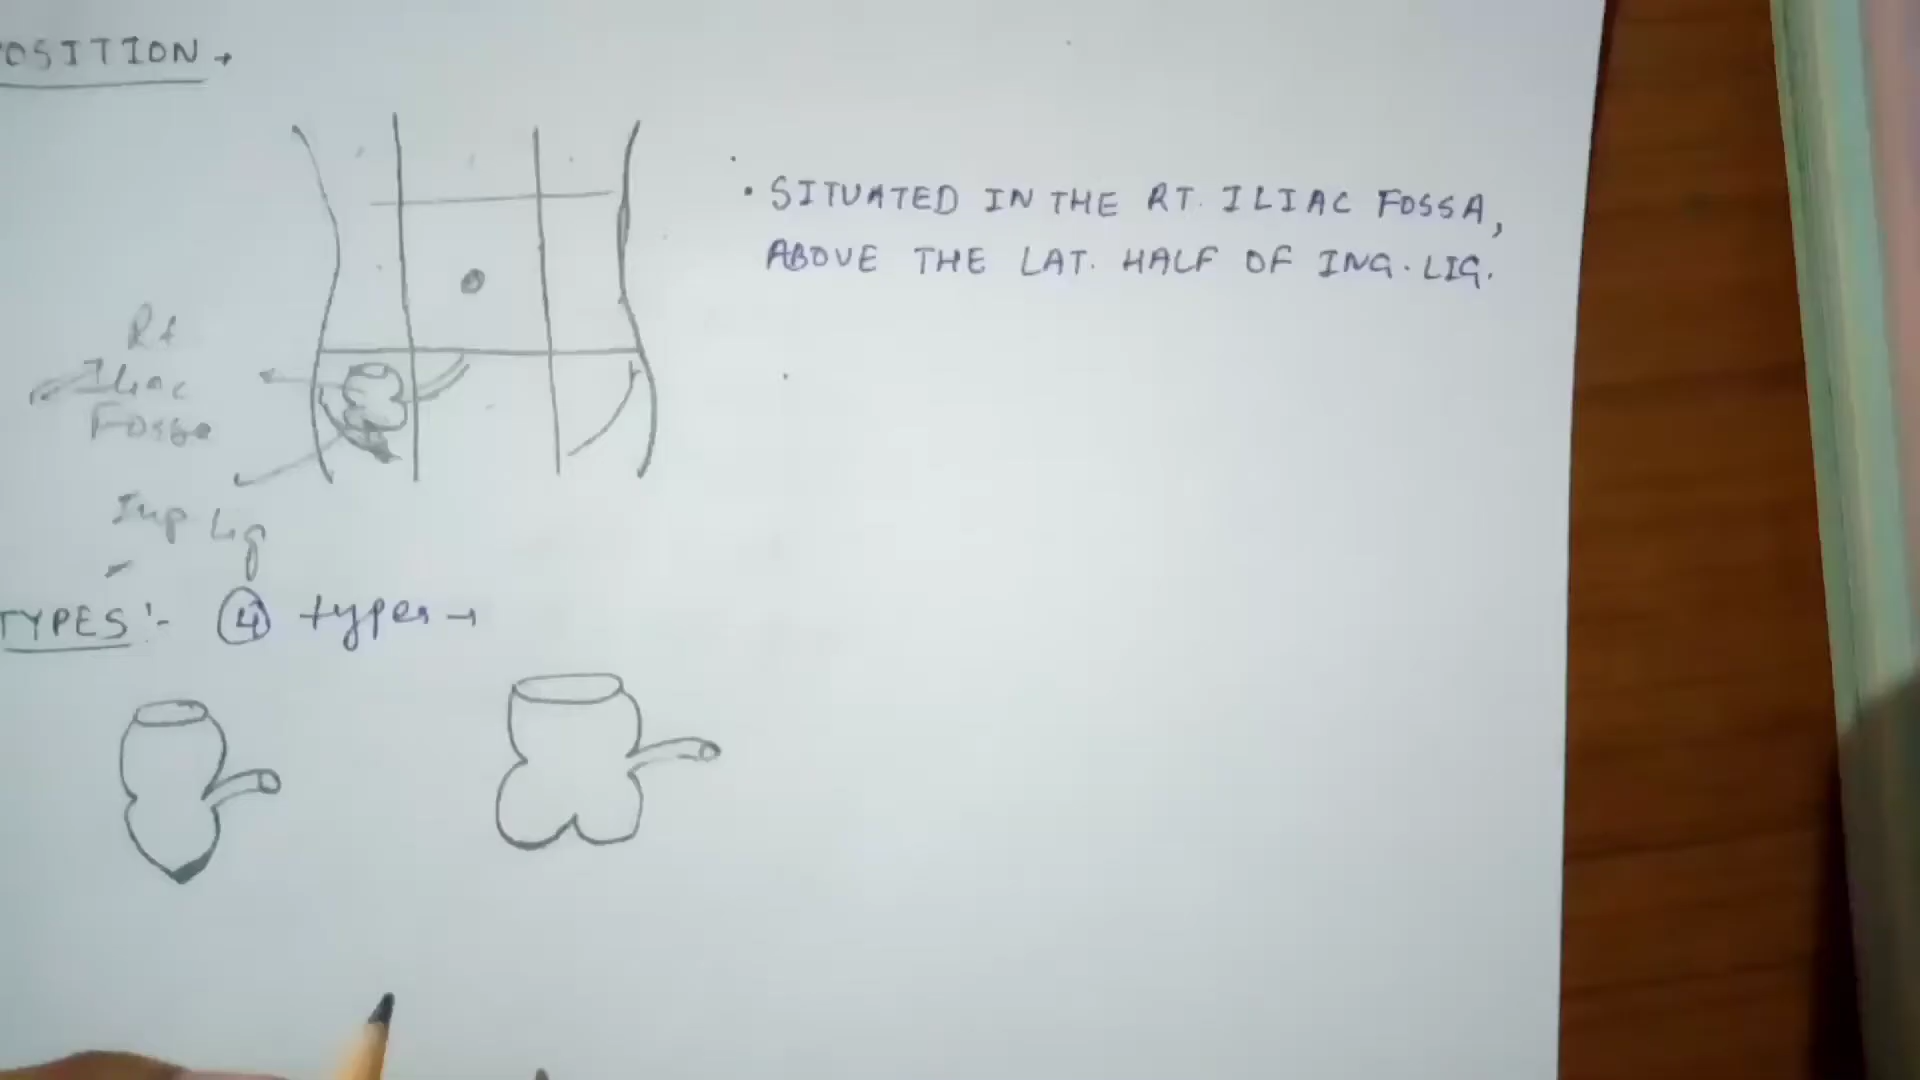 OSITION →
• SITUATED IN THE RT. ILIAC FOSSA,
ABOVE THE LAT. HALF OF ING. LIG.
Rt
Iliac
Fossa
Lig
TYPES :- 4 types →